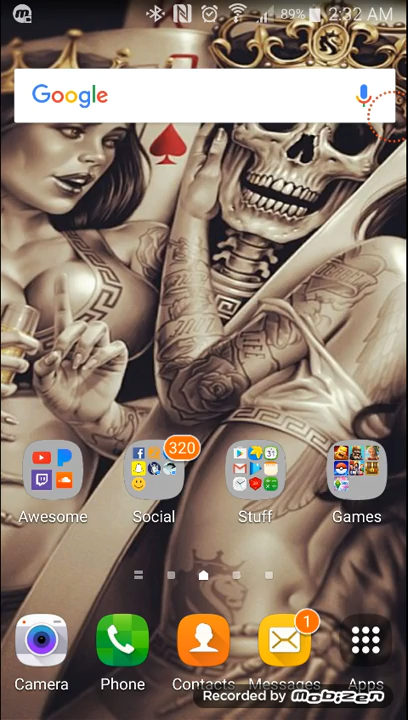 89% 2:32 AM
Google
320
Awesome Social Stuff Games
1
Camera Phone Contacts Messages Apps
Recorded by mobizen